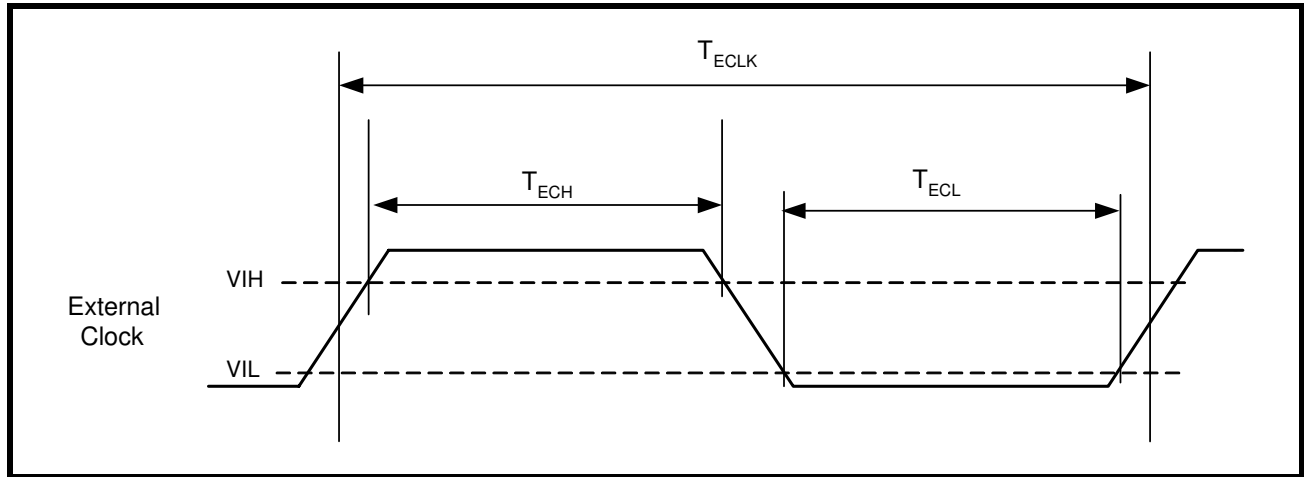 T_ECLK
T_ECH
T_ECL
VIH
External
Clock
VIL